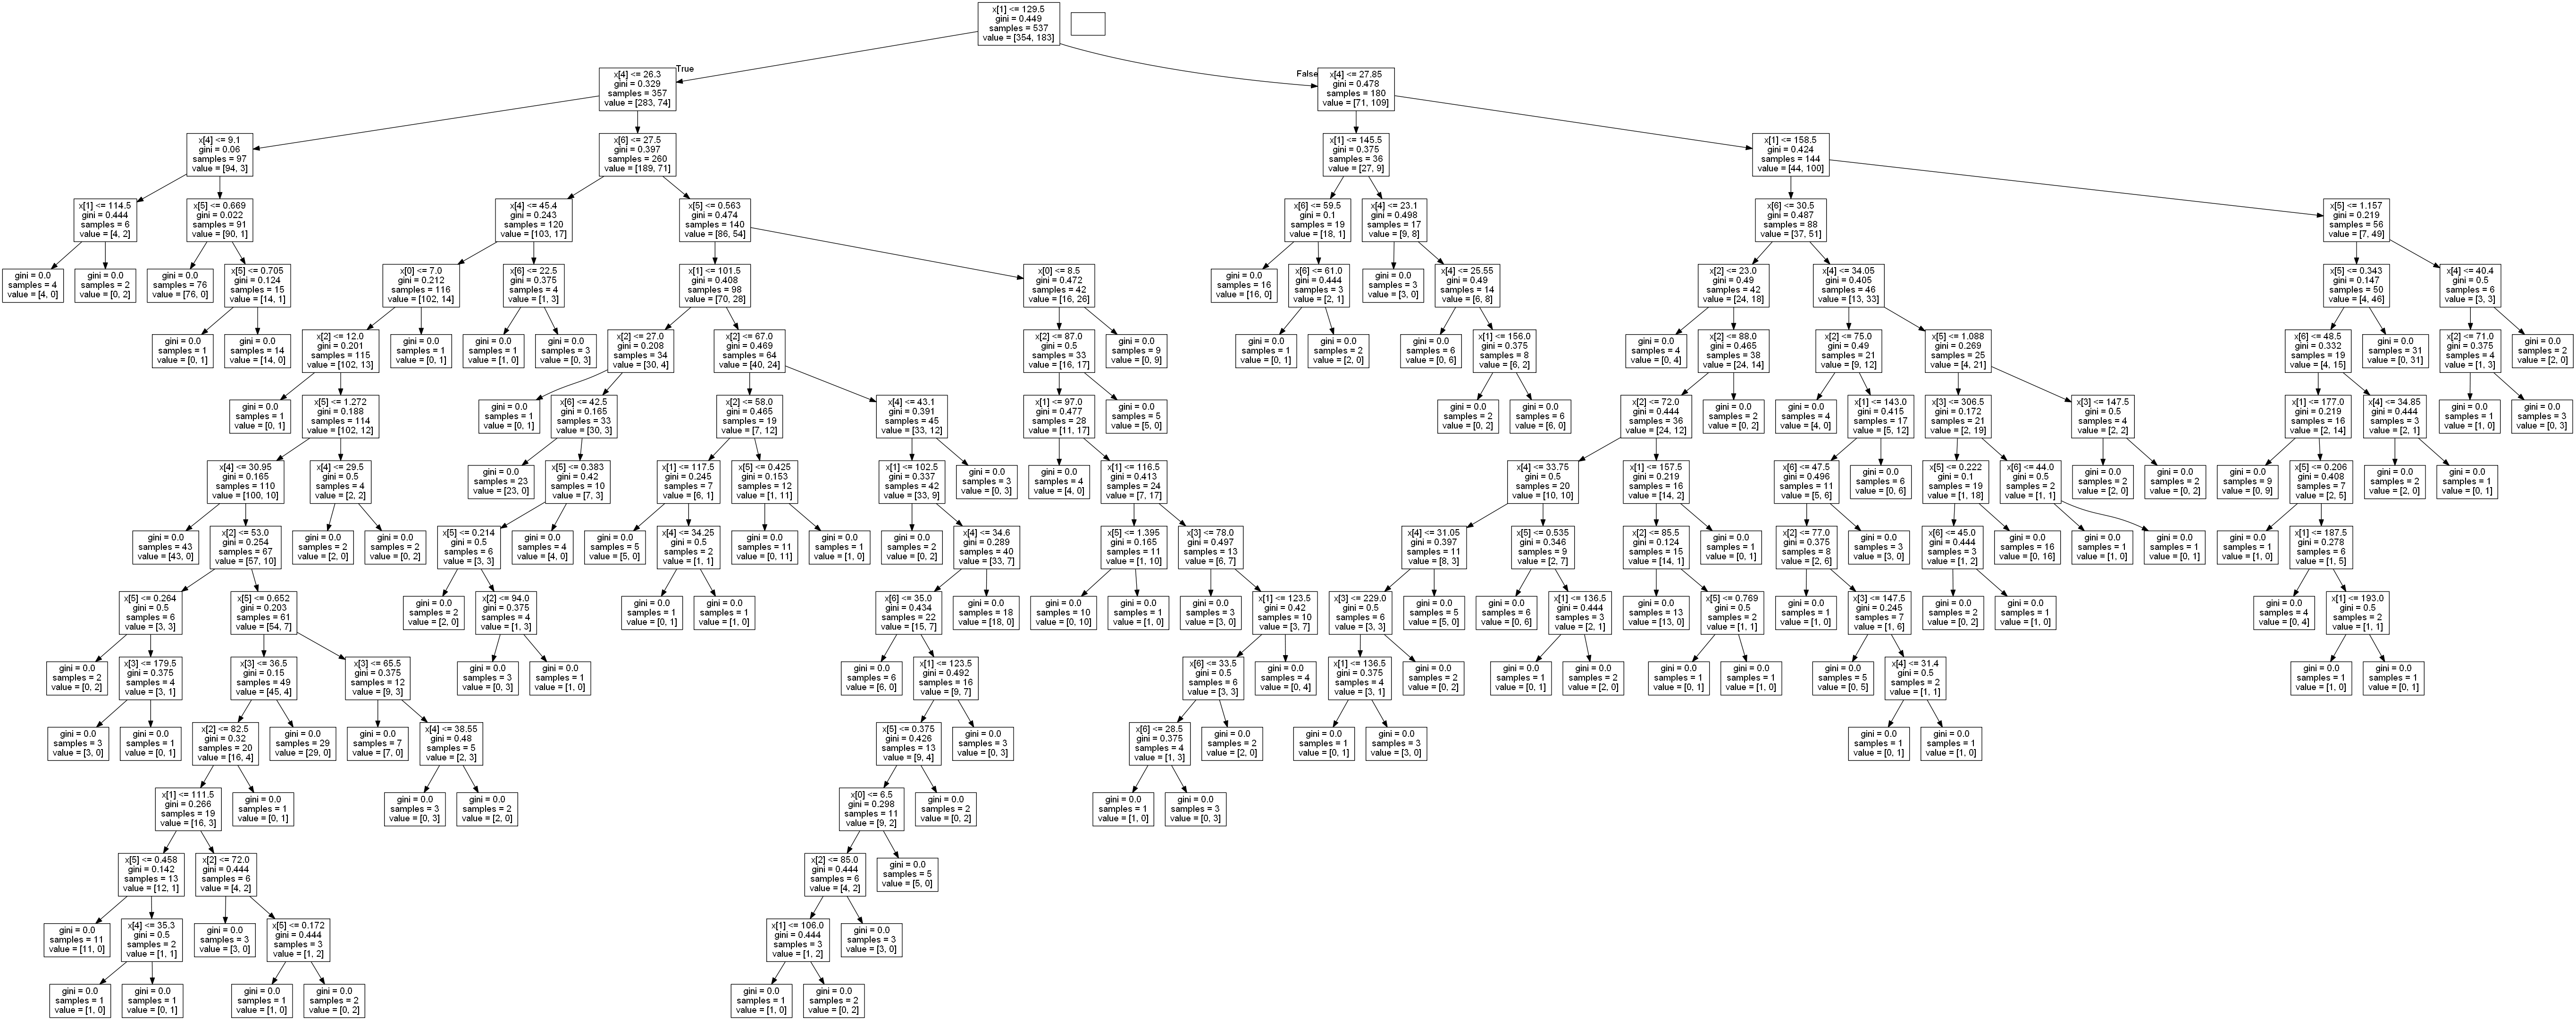 x[1] <= 129.5
gini = 0.449
samples = 537
value = [354, 183]
True
False
x[4] <= 26.3
gini = 0.329
samples = 357
value = [283, 74]
x[4] <= 27.85
gini = 0.478
samples = 180
value = [71, 109]
x[4] <= 9.1
gini = 0.06
samples = 97
value = [94, 3]
x[6] <= 27.5
gini = 0.397
samples = 260
value = [189, 71]
x[1] <= 145.5
gini = 0.375
samples = 36
value = [27, 9]
x[1] <= 158.5
gini = 0.424
samples = 144
value = [44, 100]
x[1] <= 114.5
gini = 0.444
samples = 6
value = [4, 2]
x[5] <= 0.669
gini = 0.022
samples = 91
value = [90, 1]
x[4] <= 45.4
gini = 0.243
samples = 120
value = [103, 17]
x[5] <= 0.563
gini = 0.474
samples = 140
value = [86, 54]
x[6] <= 59.5
gini = 0.1
samples = 19
value = [18, 1]
x[4] <= 23.1
gini = 0.498
samples = 17
value = [9, 8]
x[6] <= 30.5
gini = 0.487
samples = 88
value = [37, 51]
x[5] <= 1.157
gini = 0.219
samples = 56
value = [7, 49]
gini = 0.0
samples = 4
value = [4, 0]
gini = 0.0
samples = 2
value = [0, 2]
gini = 0.0
samples = 76
value = [76, 0]
x[5] <= 0.705
gini = 0.124
samples = 15
value = [14, 1]
x[0] <= 7.0
gini = 0.212
samples = 116
value = [102, 14]
x[6] <= 22.5
gini = 0.375
samples = 4
value = [1, 3]
x[1] <= 101.5
gini = 0.408
samples = 98
value = [70, 28]
x[0] <= 8.5
gini = 0.472
samples = 42
value = [16, 26]
gini = 0.0
samples = 16
value = [16, 0]
x[6] <= 61.0
gini = 0.444
samples = 3
value = [2, 1]
gini = 0.0
samples = 3
value = [3, 0]
x[4] <= 25.55
gini = 0.49
samples = 14
value = [6, 8]
x[2] <= 23.0
gini = 0.49
samples = 42
value = [24, 18]
x[4] <= 34.05
gini = 0.405
samples = 46
value = [13, 33]
x[5] <= 0.343
gini = 0.147
samples = 50
value = [4, 46]
x[4] <= 40.4
gini = 0.5
samples = 6
value = [3, 3]
gini = 0.0
samples = 1
value = [0, 1]
gini = 0.0
samples = 14
value = [14, 0]
x[2] <= 12.0
gini = 0.201
samples = 115
value = [102, 13]
gini = 0.0
samples = 1
value = [0, 1]
gini = 0.0
samples = 1
value = [1, 0]
gini = 0.0
samples = 3
value = [0, 3]
x[2] <= 27.0
gini = 0.208
samples = 34
value = [30, 4]
x[2] <= 67.0
gini = 0.469
samples = 64
value = [40, 24]
x[2] <= 87.0
gini = 0.5
samples = 33
value = [16, 17]
gini = 0.0
samples = 9
value = [0, 9]
gini = 0.0
samples = 1
value = [0, 1]
gini = 0.0
samples = 2
value = [2, 0]
gini = 0.0
samples = 6
value = [0, 6]
x[1] <= 156.0
gini = 0.375
samples = 8
value = [6, 2]
gini = 0.0
samples = 4
value = [0, 4]
x[2] <= 88.0
gini = 0.465
samples = 38
value = [24, 14]
x[2] <= 75.0
gini = 0.49
samples = 21
value = [9, 12]
x[5] <= 1.088
gini = 0.269
samples = 25
value = [4, 21]
x[6] <= 48.5
gini = 0.332
samples = 19
value = [4, 15]
gini = 0.0
samples = 31
value = [0, 31]
x[2] <= 71.0
gini = 0.375
samples = 4
value = [1, 3]
gini = 0.0
samples = 2
value = [2, 0]
gini = 0.0
samples = 1
value = [0, 1]
x[5] <= 1.272
gini = 0.188
samples = 114
value = [102, 12]
gini = 0.0
samples = 1
value = [0, 1]
x[6] <= 42.5
gini = 0.165
samples = 33
value = [30, 3]
x[2] <= 58.0
gini = 0.465
samples = 19
value = [7, 12]
x[4] <= 43.1
gini = 0.391
samples = 45
value = [33, 12]
x[1] <= 97.0
gini = 0.477
samples = 28
value = [11, 17]
gini = 0.0
samples = 5
value = [5, 0]
gini = 0.0
samples = 2
value = [0, 2]
gini = 0.0
samples = 6
value = [6, 0]
x[2] <= 72.0
gini = 0.444
samples = 36
value = [24, 12]
gini = 0.0
samples = 2
value = [0, 2]
gini = 0.0
samples = 4
value = [4, 0]
x[1] <= 143.0
gini = 0.415
samples = 17
value = [5, 12]
x[3] <= 306.5
gini = 0.172
samples = 21
value = [2, 19]
x[3] <= 147.5
gini = 0.5
samples = 4
value = [2, 2]
x[1] <= 177.0
gini = 0.219
samples = 16
value = [2, 14]
x[4] <= 34.85
gini = 0.444
samples = 3
value = [2, 1]
gini = 0.0
samples = 1
value = [1, 0]
gini = 0.0
samples = 3
value = [0, 3]
x[4] <= 30.95
gini = 0.165
samples = 110
value = [100, 10]
x[4] <= 29.5
gini = 0.5
samples = 4
value = [2, 2]
gini = 0.0
samples = 23
value = [23, 0]
x[5] <= 0.383
gini = 0.42
samples = 10
value = [7, 3]
x[1] <= 117.5
gini = 0.245
samples = 7
value = [6, 1]
x[5] <= 0.425
gini = 0.153
samples = 12
value = [1, 11]
x[1] <= 102.5
gini = 0.337
samples = 42
value = [33, 9]
gini = 0.0
samples = 3
value = [0, 3]
gini = 0.0
samples = 4
value = [4, 0]
x[1] <= 116.5
gini = 0.413
samples = 24
value = [7, 17]
x[4] <= 33.75
gini = 0.5
samples = 20
value = [10, 10]
x[1] <= 157.5
gini = 0.219
samples = 16
value = [14, 2]
x[6] <= 47.5
gini = 0.496
samples = 11
value = [5, 6]
gini = 0.0
samples = 6
value = [0, 6]
x[5] <= 0.222
gini = 0.1
samples = 19
value = [1, 18]
x[6] <= 44.0
gini = 0.5
samples = 2
value = [1, 1]
gini = 0.0
samples = 2
value = [2, 0]
gini = 0.0
samples = 2
value = [0, 2]
gini = 0.0
samples = 9
value = [0, 9]
x[5] <= 0.206
gini = 0.408
samples = 7
value = [2, 5]
gini = 0.0
samples = 2
value = [2, 0]
gini = 0.0
samples = 1
value = [0, 1]
gini = 0.0
samples = 43
value = [43, 0]
x[2] <= 53.0
gini = 0.254
samples = 67
value = [57, 10]
gini = 0.0
samples = 2
value = [2, 0]
gini = 0.0
samples = 2
value = [0, 2]
x[5] <= 0.214
gini = 0.5
samples = 6
value = [3, 3]
gini = 0.0
samples = 4
value = [4, 0]
gini = 0.0
samples = 5
value = [5, 0]
x[4] <= 34.25
gini = 0.5
samples = 2
value = [1, 1]
gini = 0.0
samples = 11
value = [0, 11]
gini = 0.0
samples = 1
value = [1, 0]
gini = 0.0
samples = 2
value = [0, 2]
x[4] <= 34.6
gini = 0.289
samples = 40
value = [33, 7]
x[5] <= 1.395
gini = 0.165
samples = 11
value = [1, 10]
x[3] <= 78.0
gini = 0.497
samples = 13
value = [6, 7]
x[4] <= 31.05
gini = 0.397
samples = 11
value = [8, 3]
x[5] <= 0.535
gini = 0.346
samples = 9
value = [2, 7]
x[2] <= 85.5
gini = 0.124
samples = 15
value = [14, 1]
gini = 0.0
samples = 1
value = [0, 1]
x[2] <= 77.0
gini = 0.375
samples = 8
value = [2, 6]
gini = 0.0
samples = 3
value = [3, 0]
x[6] <= 45.0
gini = 0.444
samples = 3
value = [1, 2]
gini = 0.0
samples = 16
value = [0, 16]
gini = 0.0
samples = 1
value = [1, 0]
gini = 0.0
samples = 1
value = [0, 1]
gini = 0.0
samples = 1
value = [1, 0]
x[1] <= 187.5
gini = 0.278
samples = 6
value = [1, 5]
x[5] <= 0.264
gini = 0.5
samples = 6
value = [3, 3]
x[5] <= 0.652
gini = 0.203
samples = 61
value = [54, 7]
gini = 0.0
samples = 2
value = [2, 0]
x[2] <= 94.0
gini = 0.375
samples = 4
value = [1, 3]
gini = 0.0
samples = 1
value = [0, 1]
gini = 0.0
samples = 1
value = [1, 0]
x[6] <= 35.0
gini = 0.434
samples = 22
value = [15, 7]
gini = 0.0
samples = 18
value = [18, 0]
gini = 0.0
samples = 10
value = [0, 10]
gini = 0.0
samples = 1
value = [1, 0]
gini = 0.0
samples = 3
value = [3, 0]
x[1] <= 123.5
gini = 0.42
samples = 10
value = [3, 7]
x[3] <= 229.0
gini = 0.5
samples = 6
value = [3, 3]
gini = 0.0
samples = 5
value = [5, 0]
gini = 0.0
samples = 6
value = [0, 6]
x[1] <= 136.5
gini = 0.444
samples = 3
value = [2, 1]
gini = 0.0
samples = 13
value = [13, 0]
x[5] <= 0.769
gini = 0.5
samples = 2
value = [1, 1]
gini = 0.0
samples = 1
value = [1, 0]
x[3] <= 147.5
gini = 0.245
samples = 7
value = [1, 6]
gini = 0.0
samples = 2
value = [0, 2]
gini = 0.0
samples = 1
value = [1, 0]
gini = 0.0
samples = 4
value = [0, 4]
x[1] <= 193.0
gini = 0.5
samples = 2
value = [1, 1]
gini = 0.0
samples = 2
value = [0, 2]
x[3] <= 179.5
gini = 0.375
samples = 4
value = [3, 1]
x[3] <= 36.5
gini = 0.15
samples = 49
value = [45, 4]
x[3] <= 65.5
gini = 0.375
samples = 12
value = [9, 3]
gini = 0.0
samples = 3
value = [0, 3]
gini = 0.0
samples = 1
value = [1, 0]
gini = 0.0
samples = 6
value = [6, 0]
x[1] <= 123.5
gini = 0.492
samples = 16
value = [9, 7]
x[6] <= 33.5
gini = 0.5
samples = 6
value = [3, 3]
gini = 0.0
samples = 4
value = [0, 4]
x[1] <= 136.5
gini = 0.375
samples = 4
value = [3, 1]
gini = 0.0
samples = 2
value = [0, 2]
gini = 0.0
samples = 1
value = [0, 1]
gini = 0.0
samples = 2
value = [2, 0]
gini = 0.0
samples = 1
value = [0, 1]
gini = 0.0
samples = 1
value = [1, 0]
gini = 0.0
samples = 5
value = [0, 5]
x[4] <= 31.4
gini = 0.5
samples = 2
value = [1, 1]
gini = 0.0
samples = 1
value = [1, 0]
gini = 0.0
samples = 1
value = [0, 1]
gini = 0.0
samples = 3
value = [3, 0]
gini = 0.0
samples = 1
value = [0, 1]
x[2] <= 82.5
gini = 0.32
samples = 20
value = [16, 4]
gini = 0.0
samples = 29
value = [29, 0]
gini = 0.0
samples = 7
value = [7, 0]
x[4] <= 38.55
gini = 0.48
samples = 5
value = [2, 3]
x[5] <= 0.375
gini = 0.426
samples = 13
value = [9, 4]
gini = 0.0
samples = 3
value = [0, 3]
x[6] <= 28.5
gini = 0.375
samples = 4
value = [1, 3]
gini = 0.0
samples = 2
value = [2, 0]
gini = 0.0
samples = 1
value = [0, 1]
gini = 0.0
samples = 3
value = [3, 0]
gini = 0.0
samples = 1
value = [0, 1]
gini = 0.0
samples = 1
value = [1, 0]
x[1] <= 111.5
gini = 0.266
samples = 19
value = [16, 3]
gini = 0.0
samples = 1
value = [0, 1]
gini = 0.0
samples = 3
value = [0, 3]
gini = 0.0
samples = 2
value = [2, 0]
x[0] <= 6.5
gini = 0.298
samples = 11
value = [9, 2]
gini = 0.0
samples = 2
value = [0, 2]
gini = 0.0
samples = 1
value = [1, 0]
gini = 0.0
samples = 3
value = [0, 3]
x[5] <= 0.458
gini = 0.142
samples = 13
value = [12, 1]
x[2] <= 72.0
gini = 0.444
samples = 6
value = [4, 2]
x[2] <= 85.0
gini = 0.444
samples = 6
value = [4, 2]
gini = 0.0
samples = 5
value = [5, 0]
gini = 0.0
samples = 11
value = [11, 0]
x[4] <= 35.3
gini = 0.5
samples = 2
value = [1, 1]
gini = 0.0
samples = 3
value = [3, 0]
x[5] <= 0.172
gini = 0.444
samples = 3
value = [1, 2]
x[1] <= 106.0
gini = 0.444
samples = 3
value = [1, 2]
gini = 0.0
samples = 3
value = [3, 0]
gini = 0.0
samples = 1
value = [1, 0]
gini = 0.0
samples = 1
value = [0, 1]
gini = 0.0
samples = 1
value = [1, 0]
gini = 0.0
samples = 2
value = [0, 2]
gini = 0.0
samples = 1
value = [1, 0]
gini = 0.0
samples = 2
value = [0, 2]